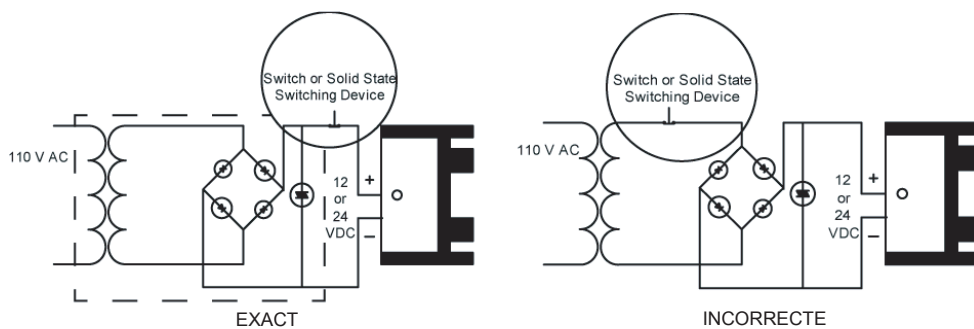 Switch or Solid State
Switching Device
110 V AC
+
12
or
24
VDC
–
EXACT
Switch or Solid State
Switching Device
110 V AC
+
12
or
24
VDC
–
INCORRECTE